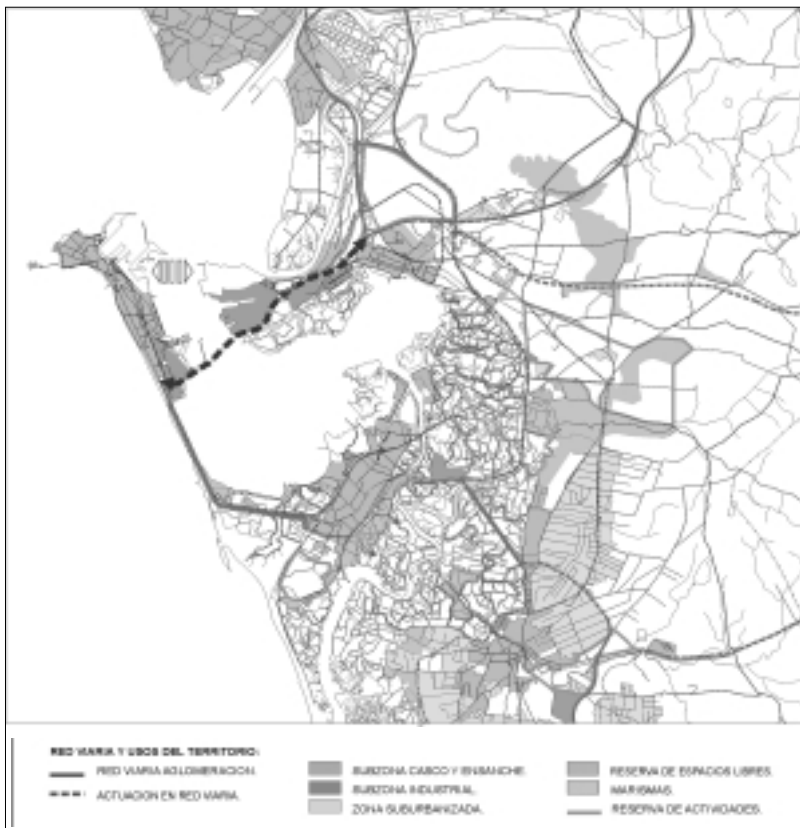 RED VIARIA Y USOS DEL TERRITORIO:
RED VIARIA AGLOMERACION.
ACTUACION EN RED VIARIA.
SUBZONA CASCO Y ENSANCHE.
SUBZONA INDUSTRIAL.
ZONA SUBURBANIZADA.
RESERVA DE ESPACIOS LIBRES.
MARISMAS.
RESERVA DE ACTIVIDADES.